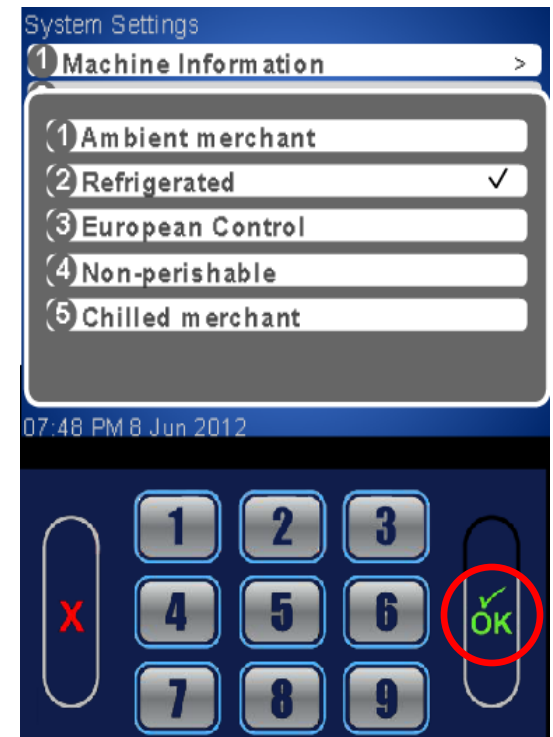 System Settings
1 Machine Information >
1 Ambient merchant
2 Refrigerated ✓
3 European Control
4 Non-perishable
5 Chilled merchant
07:48 PM 8 Jun 2012
1 2 3
X 4 5 6 OK
7 8 9